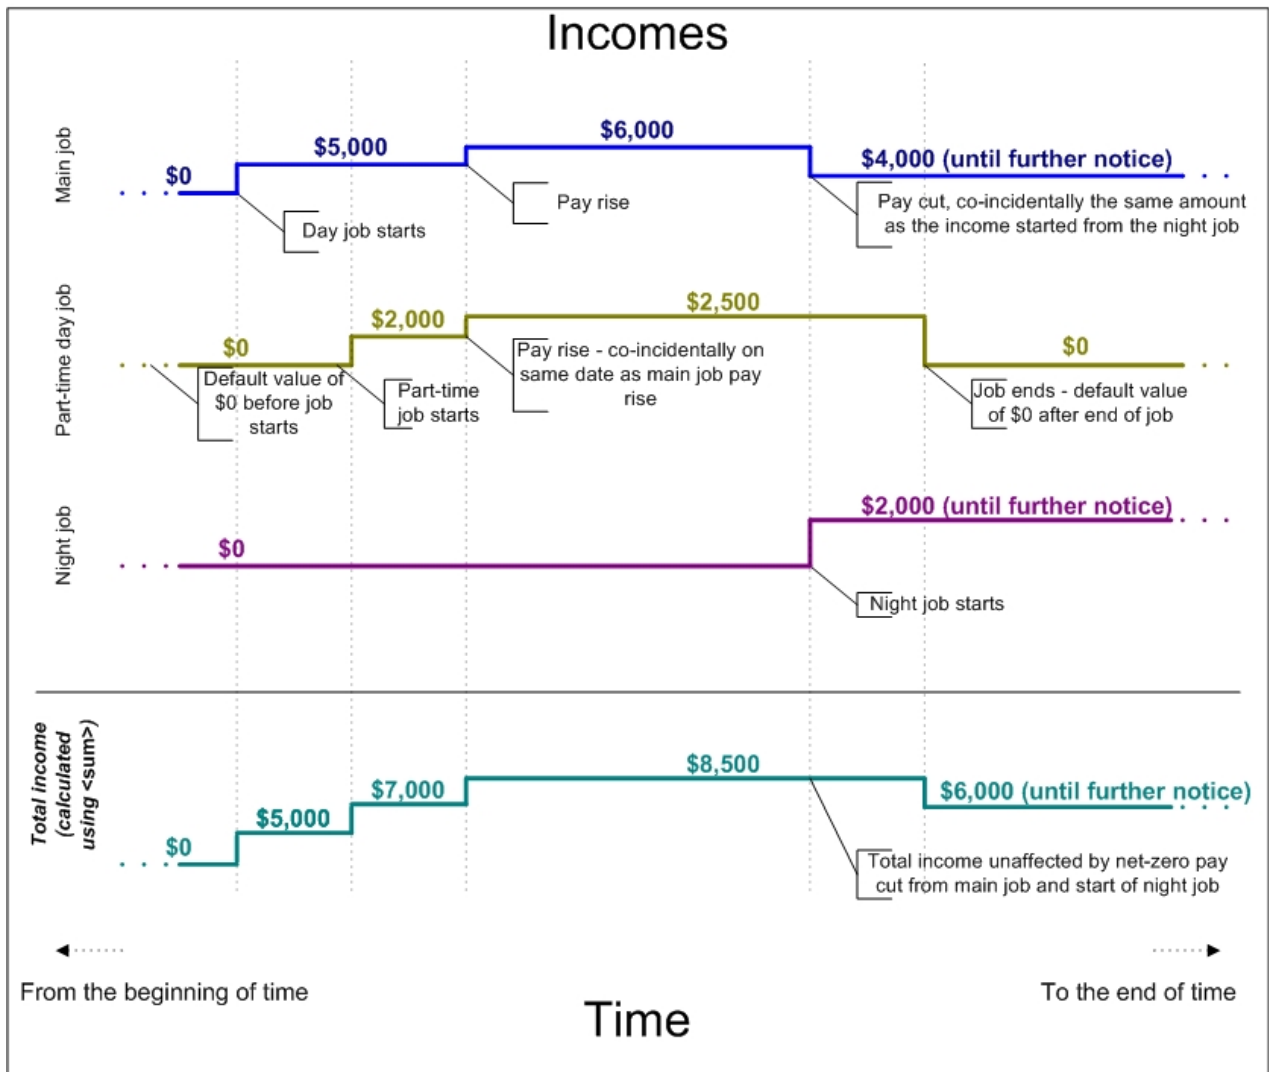 Incomes
Main job
$0
$5,000
$6,000
$4,000 (until further notice)
Day job starts
Pay rise
Pay cut, co-incidentally the same amount
as the income started from the night job
Part-time day job
$0
$2,000
$2,500
$0
Default value of
$0 before job
starts
Part-time
job starts
Pay rise - co-incidentally on
same date as main job pay
rise
Job ends - default value
of $0 after end of job
Night job
$0
$2,000 (until further notice)
Night job starts
Total income
(calculated
using <sum>)
$0
$5,000
$7,000
$8,500
$6,000 (until further notice)
Total income unaffected by net-zero pay
cut from main job and start of night job
From the beginning of time
To the end of time
Time